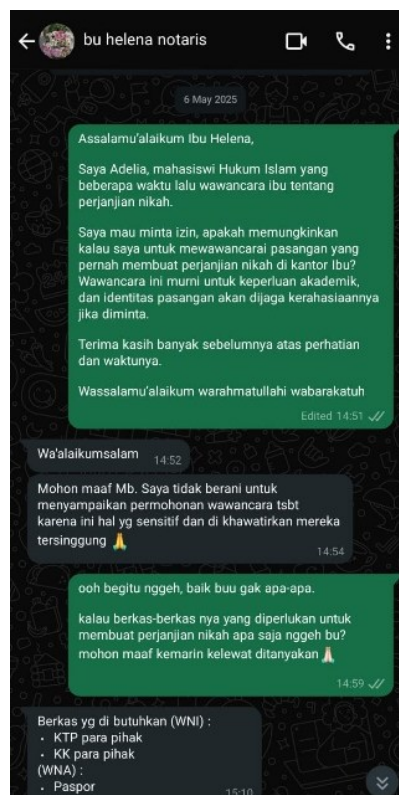 bu helena notaris
6 May 2025
Assalamu'alaikum Ibu Helena,
Saya Adelia, mahasiswi Hukum Islam yang
beberapa waktu lalu wawancara ibu tentang
perjanjian nikah.
Saya mau minta izin, apakah memungkinkan
kalau saya untuk mewawancarai pasangan yang
pernah membuat perjanjian nikah di kantor Ibu?
Wawancara ini murni untuk keperluan akademik,
dan identitas pasangan akan dijaga kerahasiaannya
jika diminta.
Terima kasih banyak sebelumnya atas perhatian
dan waktunya.
Wassalamu'alaikum warahmatullahi wabarakatuh
Edited 14:51
Wa'alaikumsalam 14:52
Mohon maaf Mb. Saya tidak berani untuk
menyampaikan permohonan wawancara tsbt
karena ini hal yg sensitif dan di khawatirkan mereka
tersinggung 🙏
14:54
ooh begitu nggeh, baik buu gak apa-apa.
kalau berkas-berkas nya yang diperlukan untuk
membuat perjanjian nikah apa saja nggeh bu?
mohon maaf kemarin kelewat ditanyakan 🙏🏻
14:59
Berkas yg di butuhkan (WNI) :
• KTP para pihak
• KK para pihak
(WNA) :
• Paspor
15:10